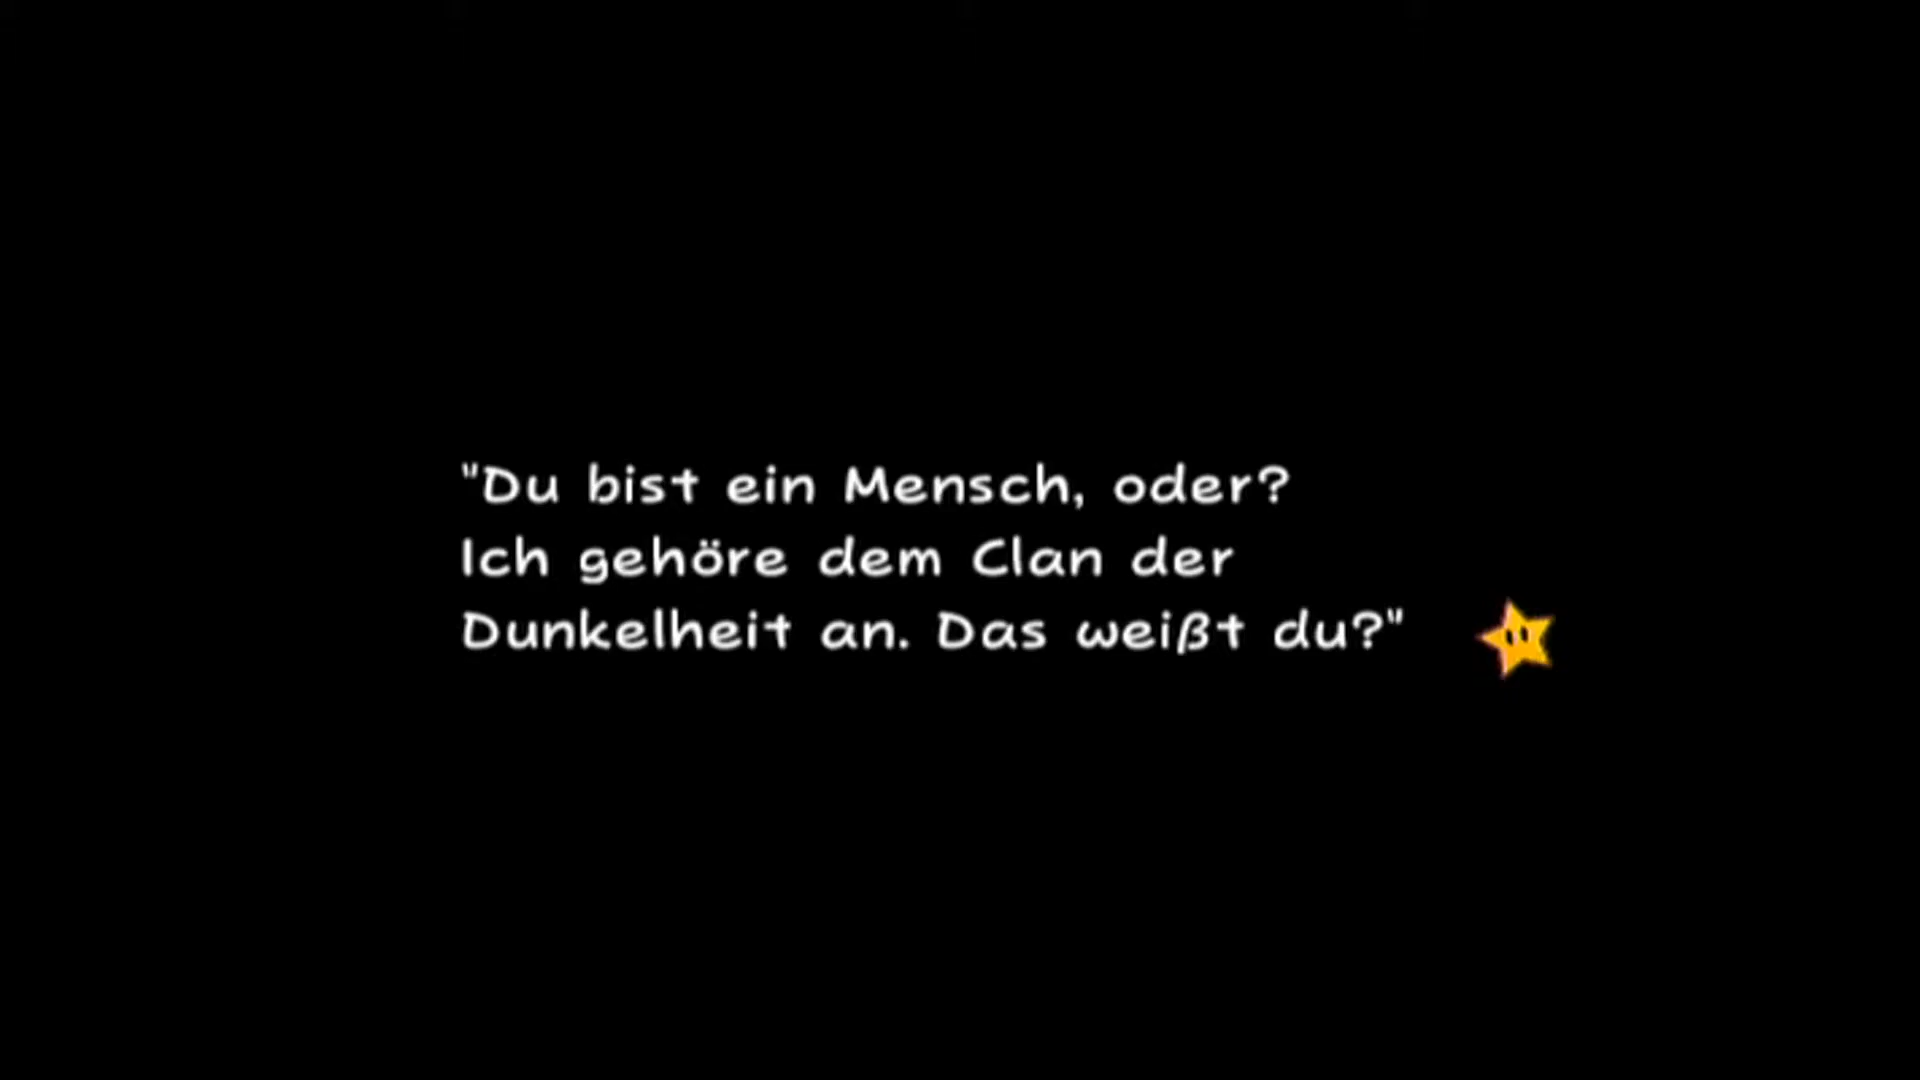 "Du bist ein Mensch, oder?
Ich gehöre dem Clan der
Dunkelheit an. Das weißt du?"